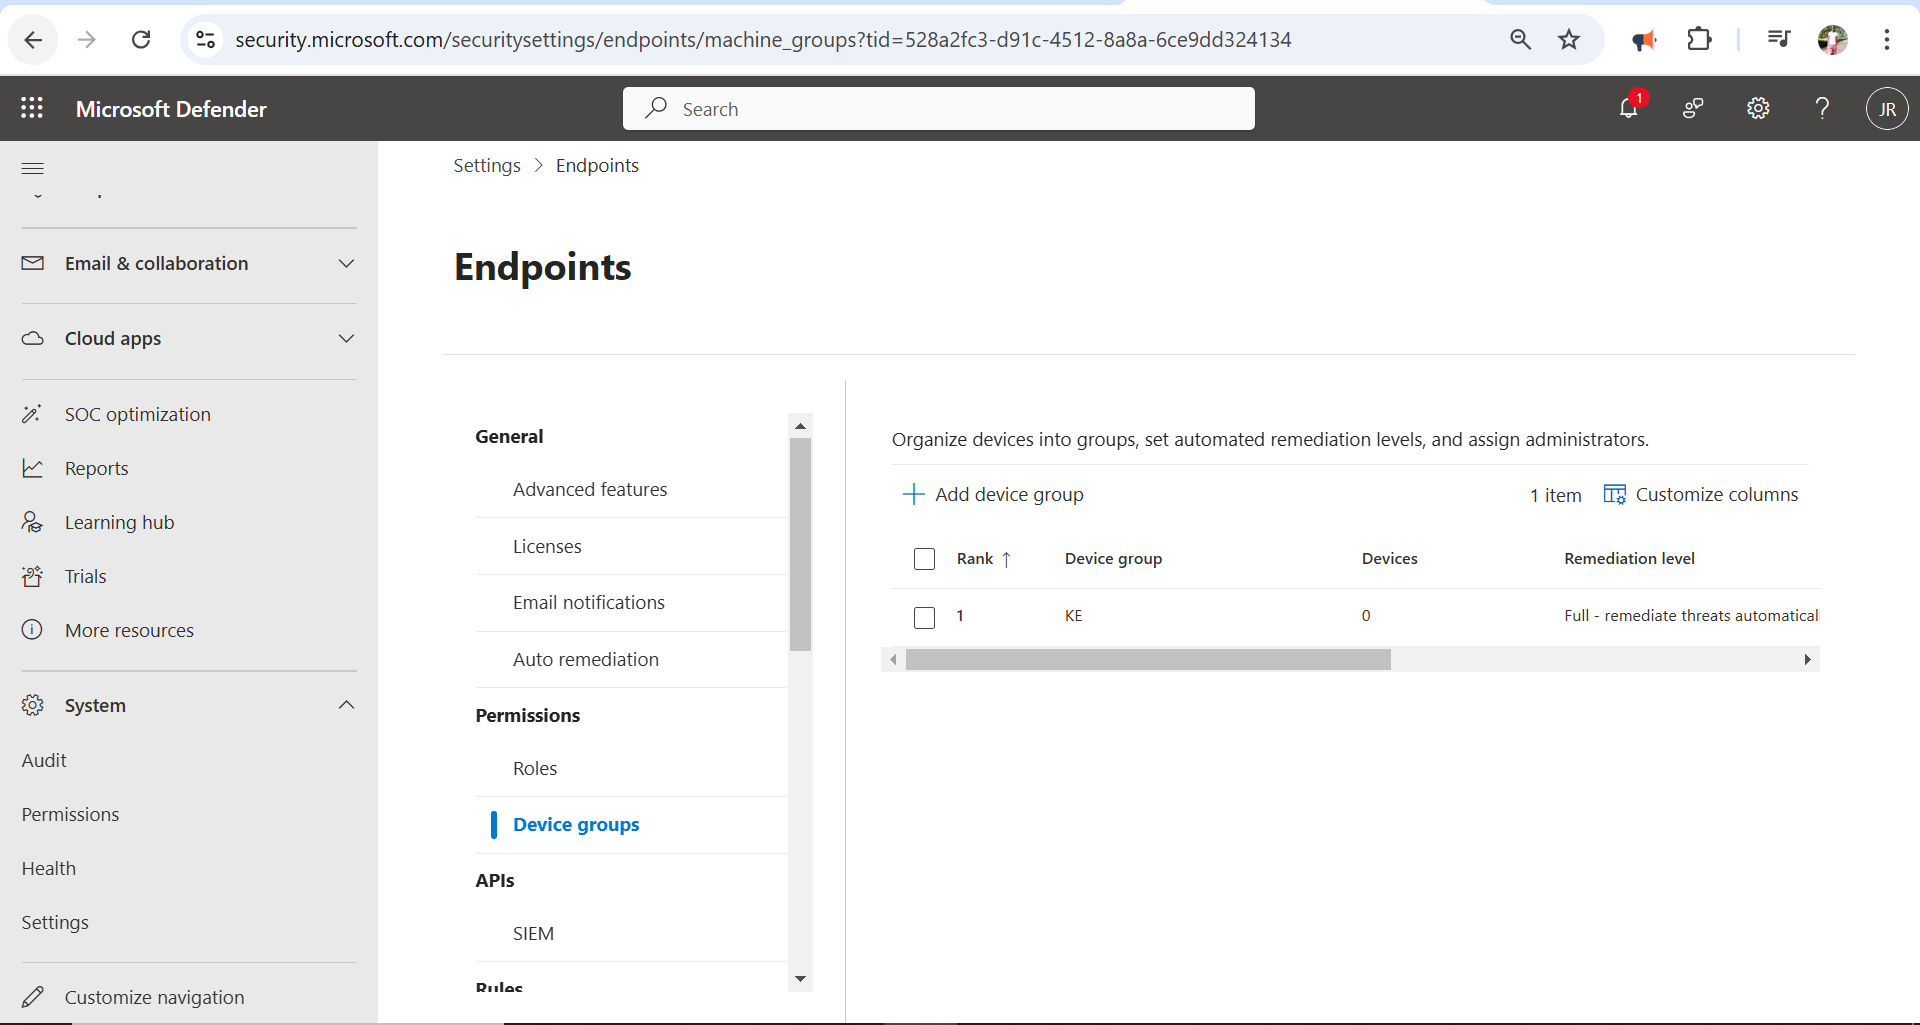 security.microsoft.com/securitysettings/endpoints/machine_groups?tid=528a2fc3-d91c-4512-8a8a-6ce9dd324134
Microsoft Defender
Search
1
JR
Settings > Endpoints
Email & collaboration
Cloud apps
SOC optimization
Reports
Learning hub
Trials
More resources
System
Audit
Permissions
Health
Settings
Customize navigation
Endpoints
General
Advanced features
Licenses
Email notifications
Auto remediation
Permissions
Roles
Device groups
APIs
SIEM
Rules
Organize devices into groups, set automated remediation levels, and assign administrators.
Add device group
1 item
Customize columns
Rank ↑ Device group Devices Remediation level
1 KE 0 Full - remediate threats automatical